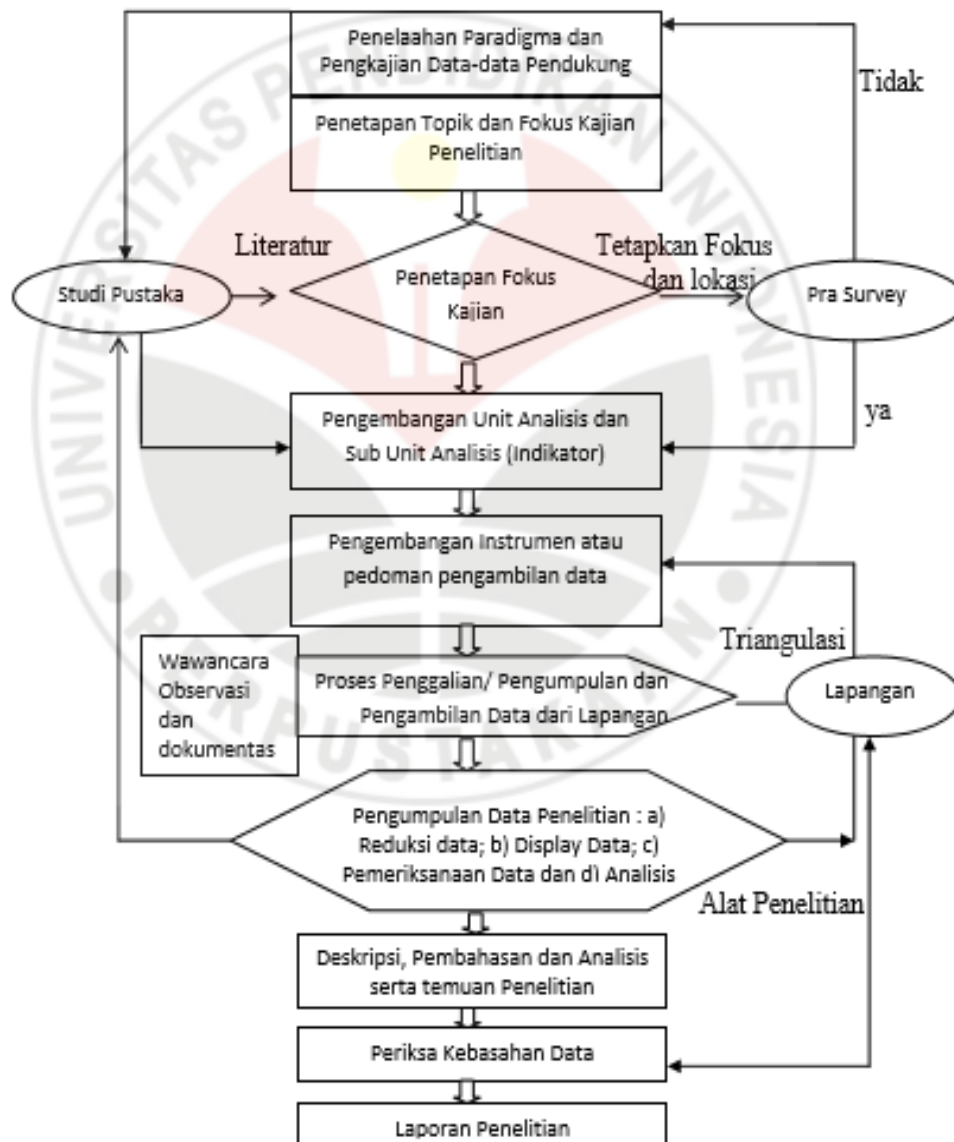 Penelaahan Paradigma dan
Pengkajian Data-data Pendukung
Tidak
Penetapan Topik dan Fokus Kajian
Penelitian
Literatur
Tetapkan Fokus
dan lokasi
Studi Pustaka
Penetapan Fokus
Kajian
Pra Survey
Pengembangan Unit Analisis dan
Sub Unit Analisis (Indikator)
ya
Pengembangan Instrumen atau
pedoman pengambilan data
Triangulasi
Wawancara
Observasi
dan
dokumentas
Proses Penggalian/ Pengumpulan dan
Pengambilan Data dari Lapangan
Lapangan
Pengumpulan Data Penelitian : a)
Reduksi data; b) Display Data; c)
Pemeriksanaan Data dan d) Analisis
Alat Penelitian
Deskripsi, Pembahasan dan Analisis
serta temuan Penelitian
Periksa Kebasahan Data
Laporan Penelitian
UNIVERSITAS PENDIDIKAN INDONESIA
PERPUSTAKAAN